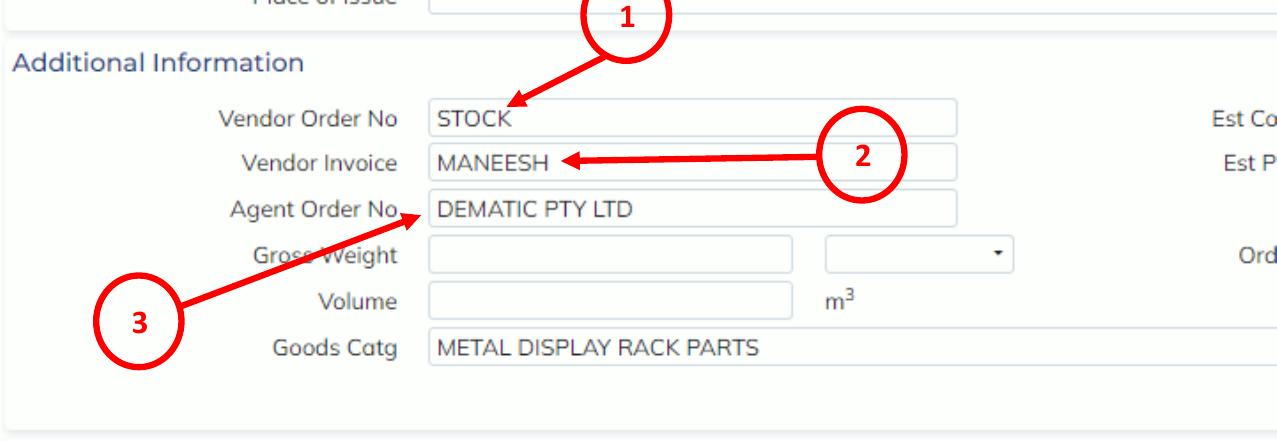 Place of Issue
1
Additional Information
Vendor Order No STOCK Est Co
Vendor Invoice MANEESH 2 Est P
Agent Order No DEMATIC PTY LTD
Gross Weight Ord
3 Volume m³
Goods Catg METAL DISPLAY RACK PARTS